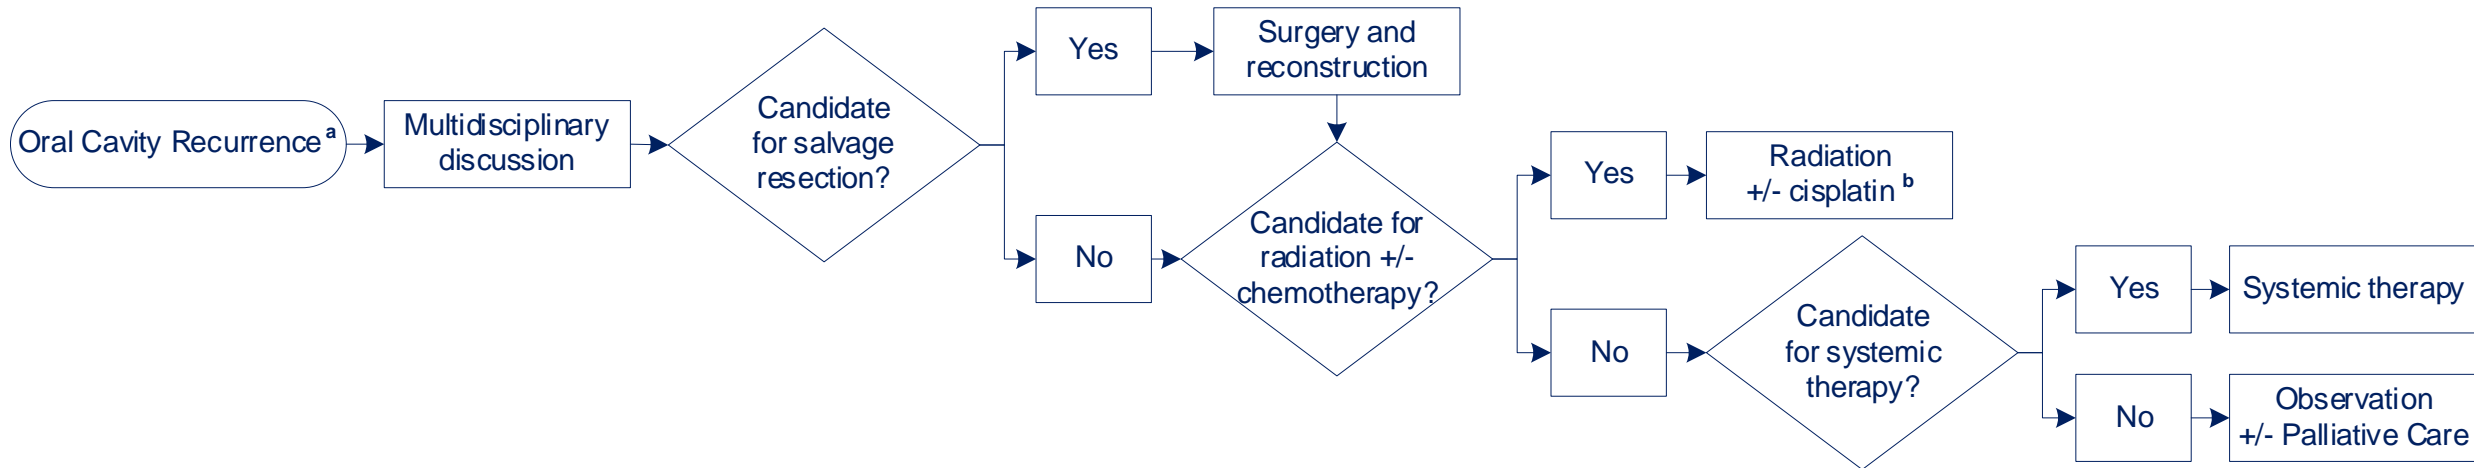 Oral Cavity Recurrence a
Multidisciplinary
discussion
Candidate
for salvage
resection?
Yes
Surgery and
reconstruction
No
Candidate for
radiation +/-
chemotherapy?
Yes
Radiation
+/- cisplatin b
No
Candidate
for systemic
therapy?
Yes
Systemic therapy
No
Observation
+/- Palliative Care